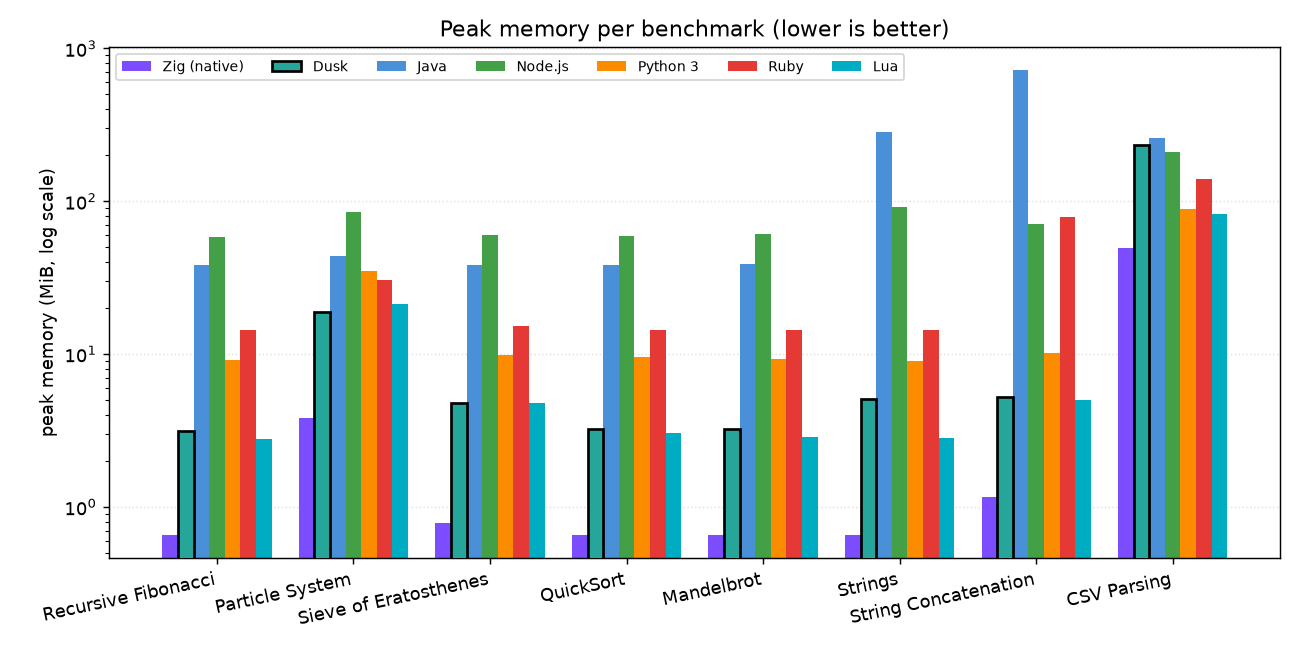 Peak memory per benchmark (lower is better)
Zig (native) Dusk Java Node.js Python 3 Ruby Lua
peak memory (MiB, log scale)
10³
10²
10¹
10⁰
Recursive Fibonacci
Particle System
Sieve of Eratosthenes
QuickSort
Mandelbrot
Strings
String Concatenation
CSV Parsing